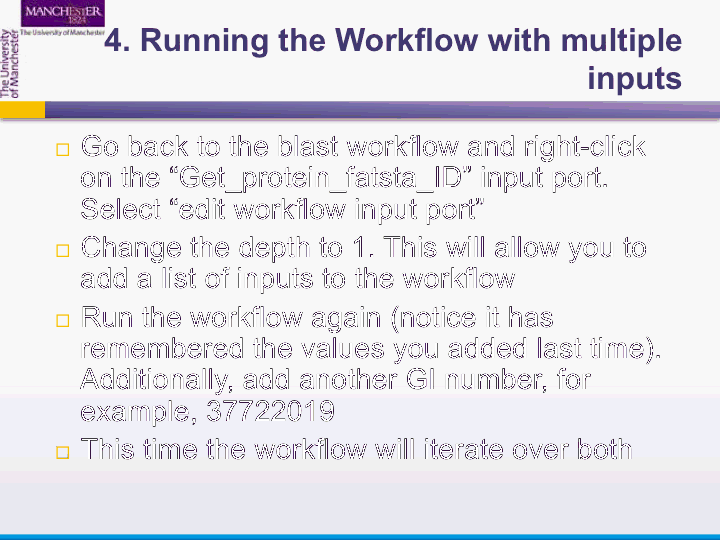 MANCHESTER
1824
The University of Manchester
The University
of Manchester
4. Running the Workflow with multiple
inputs
Go back to the blast workflow and right-click
on the “Get_protein_fatsta_ID” input port.
Select “edit workflow input port”
Change the depth to 1. This will allow you to
add a list of inputs to the workflow
Run the workflow again (notice it has
remembered the values you added last time).
Additionally, add another GI number, for
example, 37722019
This time the workflow will iterate over both